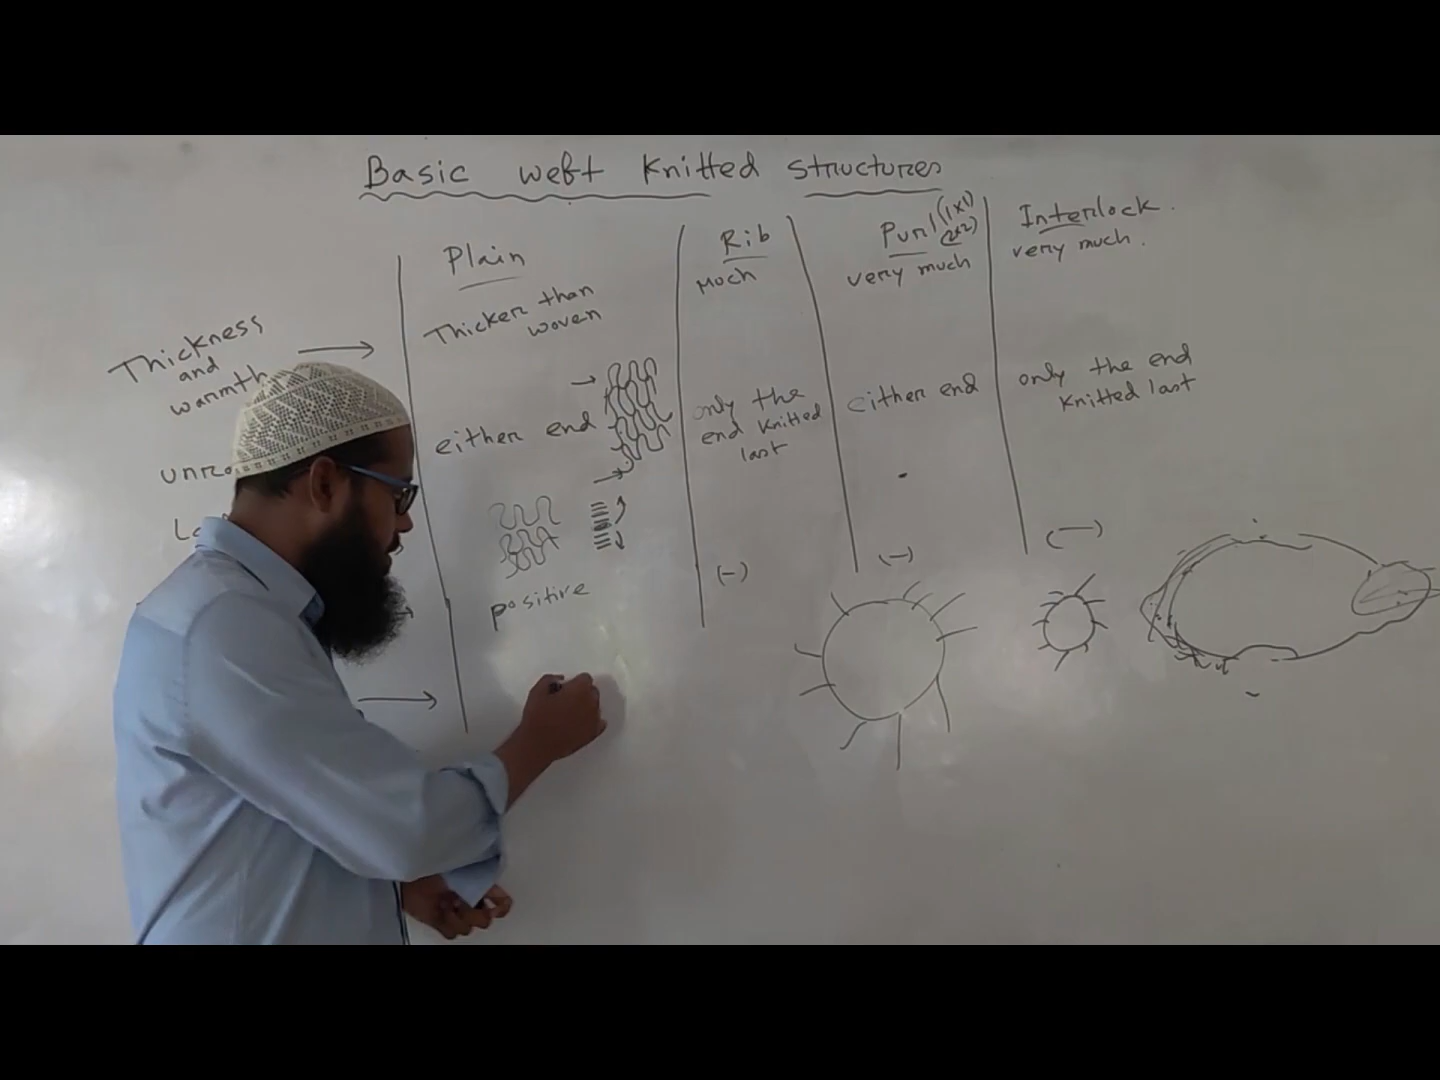 Basic weft knitted structures
Plain
Rib
Purl (1x1)
(2x2)
Interlock.
Thickness
and
warmth
Thicker than
woven
Much
very much
very much.
either end
only the
end knitted
last
either end
only the end
knitted last
positive
(-)
(-)
(-)